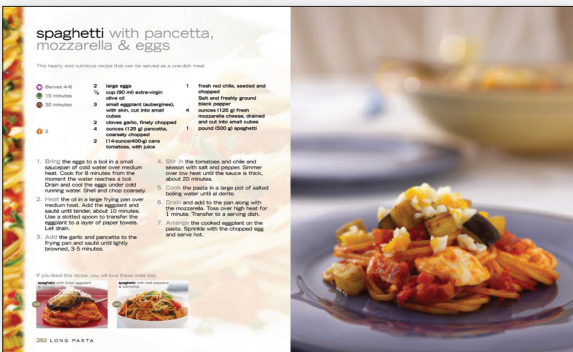 spaghetti with pancetta,
mozzarella & eggs
This hearty and nutritious recipe that can be served as a one-dish meal.
Serves 4-6
15 minutes
30 minutes
2
2 large eggs
⅓ cup (90 ml) extra-virgin
olive oil
3 small eggplant (aubergines),
with skin, cut into small
cubes
2 cloves garlic, finely chopped
4 ounces (125 g) pancetta,
coarsely chopped
2 (14-ounce/400-g) cans
tomatoes, with juice
1 fresh red chile, seeded and
chopped
Salt and freshly ground
black pepper
4 ounces (125 g) fresh
mozzarella cheese, drained
and cut into small cubes
1 pound (500 g) spaghetti
1. Bring the eggs to a boil in a small
saucepan of cold water over medium
heat. Cook for 8 minutes from the
moment the water reaches a boil.
Drain and cool the eggs under cold
running water. Shell and chop coarsely.
2. Heat the oil in a large frying pan over
medium heat. Add the eggplant and
sauté until tender, about 10 minutes.
Use a slotted spoon to transfer the
eggplant to a layer of paper towels.
Let drain.
3. Add the garlic and pancetta to the
frying pan and sauté until lightly
browned, 3-5 minutes.
4. Stir in the tomatoes and chile and
season with salt and pepper. Simmer
over low heat until the sauce is thick,
about 20 minutes.
5. Cook the pasta in a large pot of salted
boiling water until al dente.
6. Drain and add to the pan along with
the mozzarella. Toss over high heat for
1 minute. Transfer to a serving dish.
7. Arrange the cooked eggplant on the
pasta. Sprinkle with the chopped egg
and serve hot.
If you liked this recipe, you will love these ones too:
spaghetti with fried eggplant
spaghetti with bell peppers
& pancetta
282 LONG PASTA